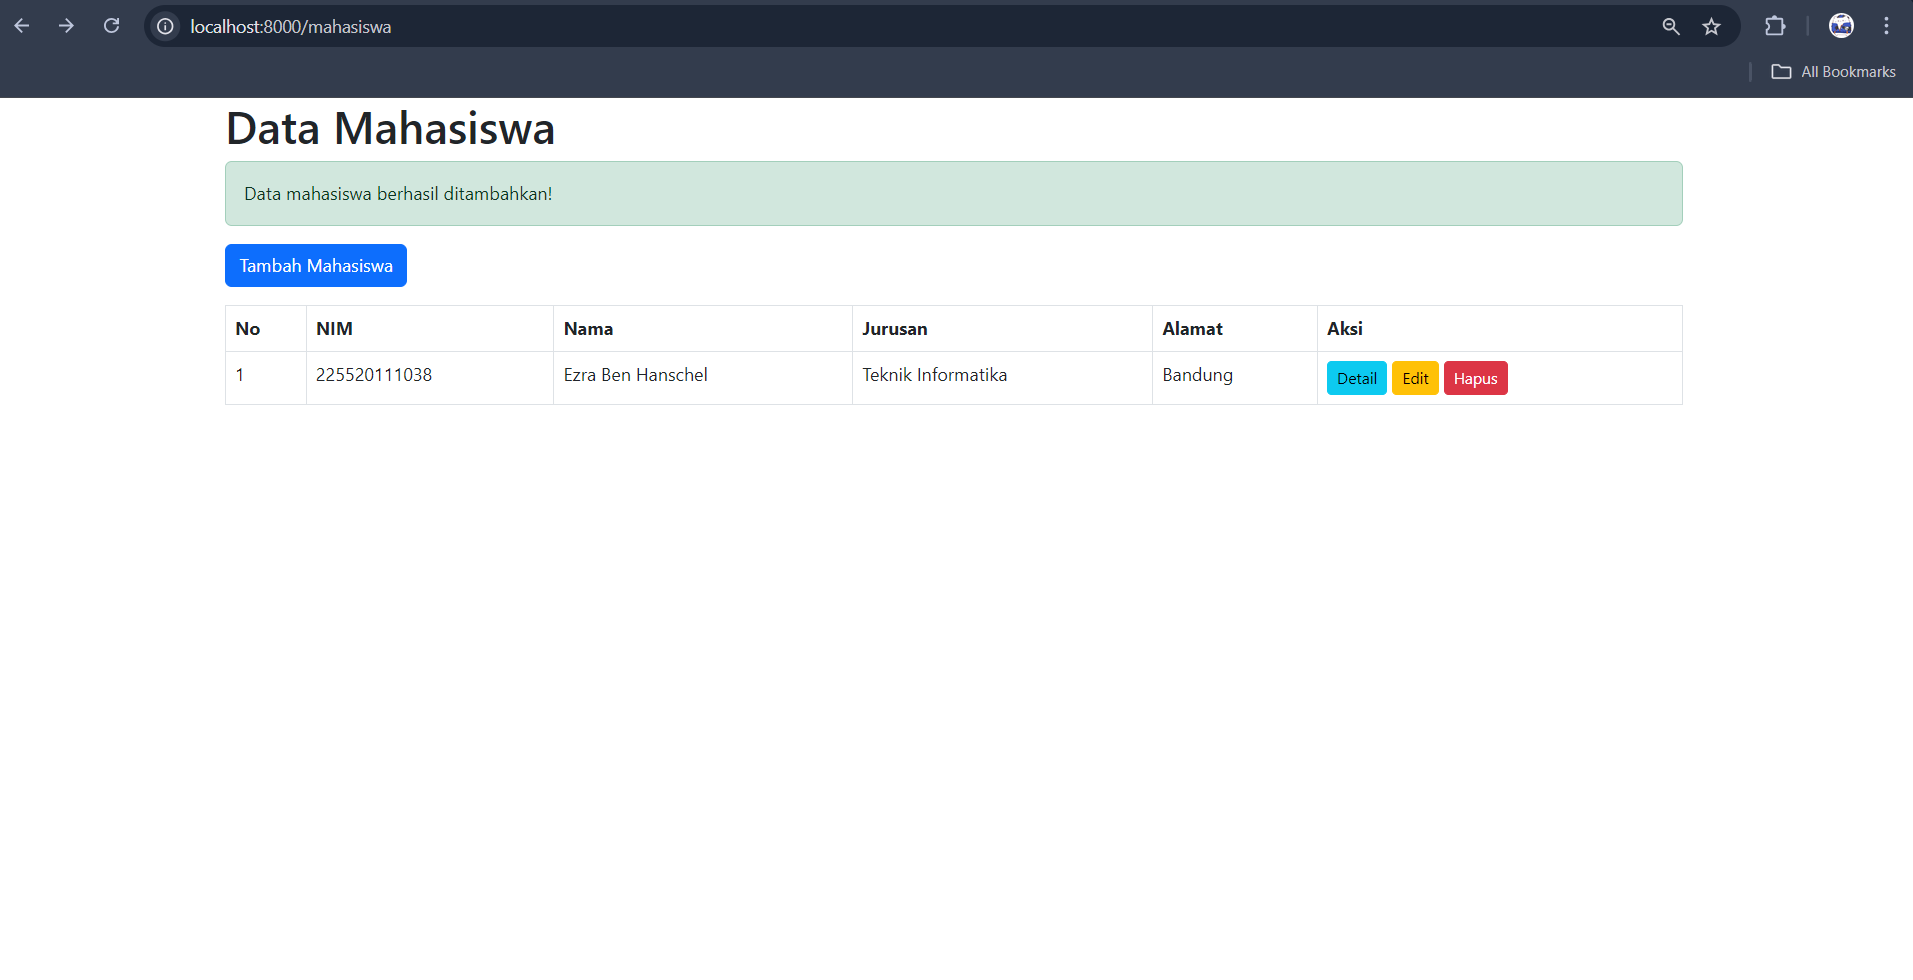 localhost:8000/mahasiswa
All Bookmarks
Data Mahasiswa
Data mahasiswa berhasil ditambahkan!
Tambah Mahasiswa
No NIM Nama Jurusan Alamat Aksi
1 225520111038 Ezra Ben Hanschel Teknik Informatika Bandung Detail Edit Hapus